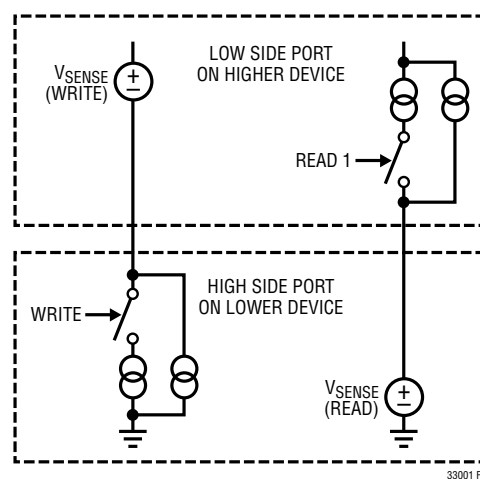 LOW SIDE PORT
ON HIGHER DEVICE
VSENSE
(WRITE)
+
–
READ 1
HIGH SIDE PORT
ON LOWER DEVICE
WRITE
VSENSE
(READ)
+
–
33001 F